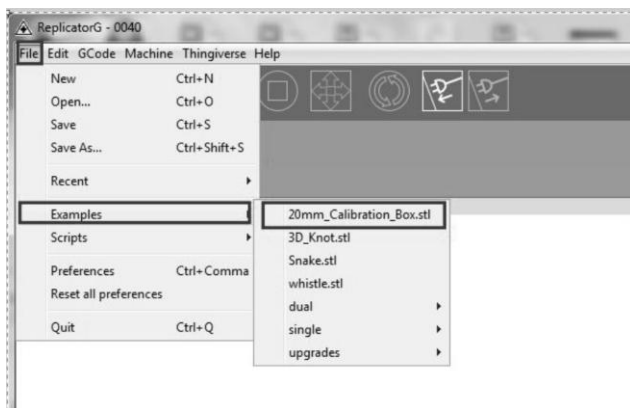 ReplicatorG - 0040
File Edit GCode Machine Thingiverse Help
New Ctrl+N
Open... Ctrl+O
Save Ctrl+S
Save As... Ctrl+Shift+S
Recent
Examples
Scripts
Preferences Ctrl+Comma
Reset all preferences
Quit Ctrl+Q
20mm_Calibration_Box.stl
3D_Knot.stl
Snake.stl
whistle.stl
dual
single
upgrades